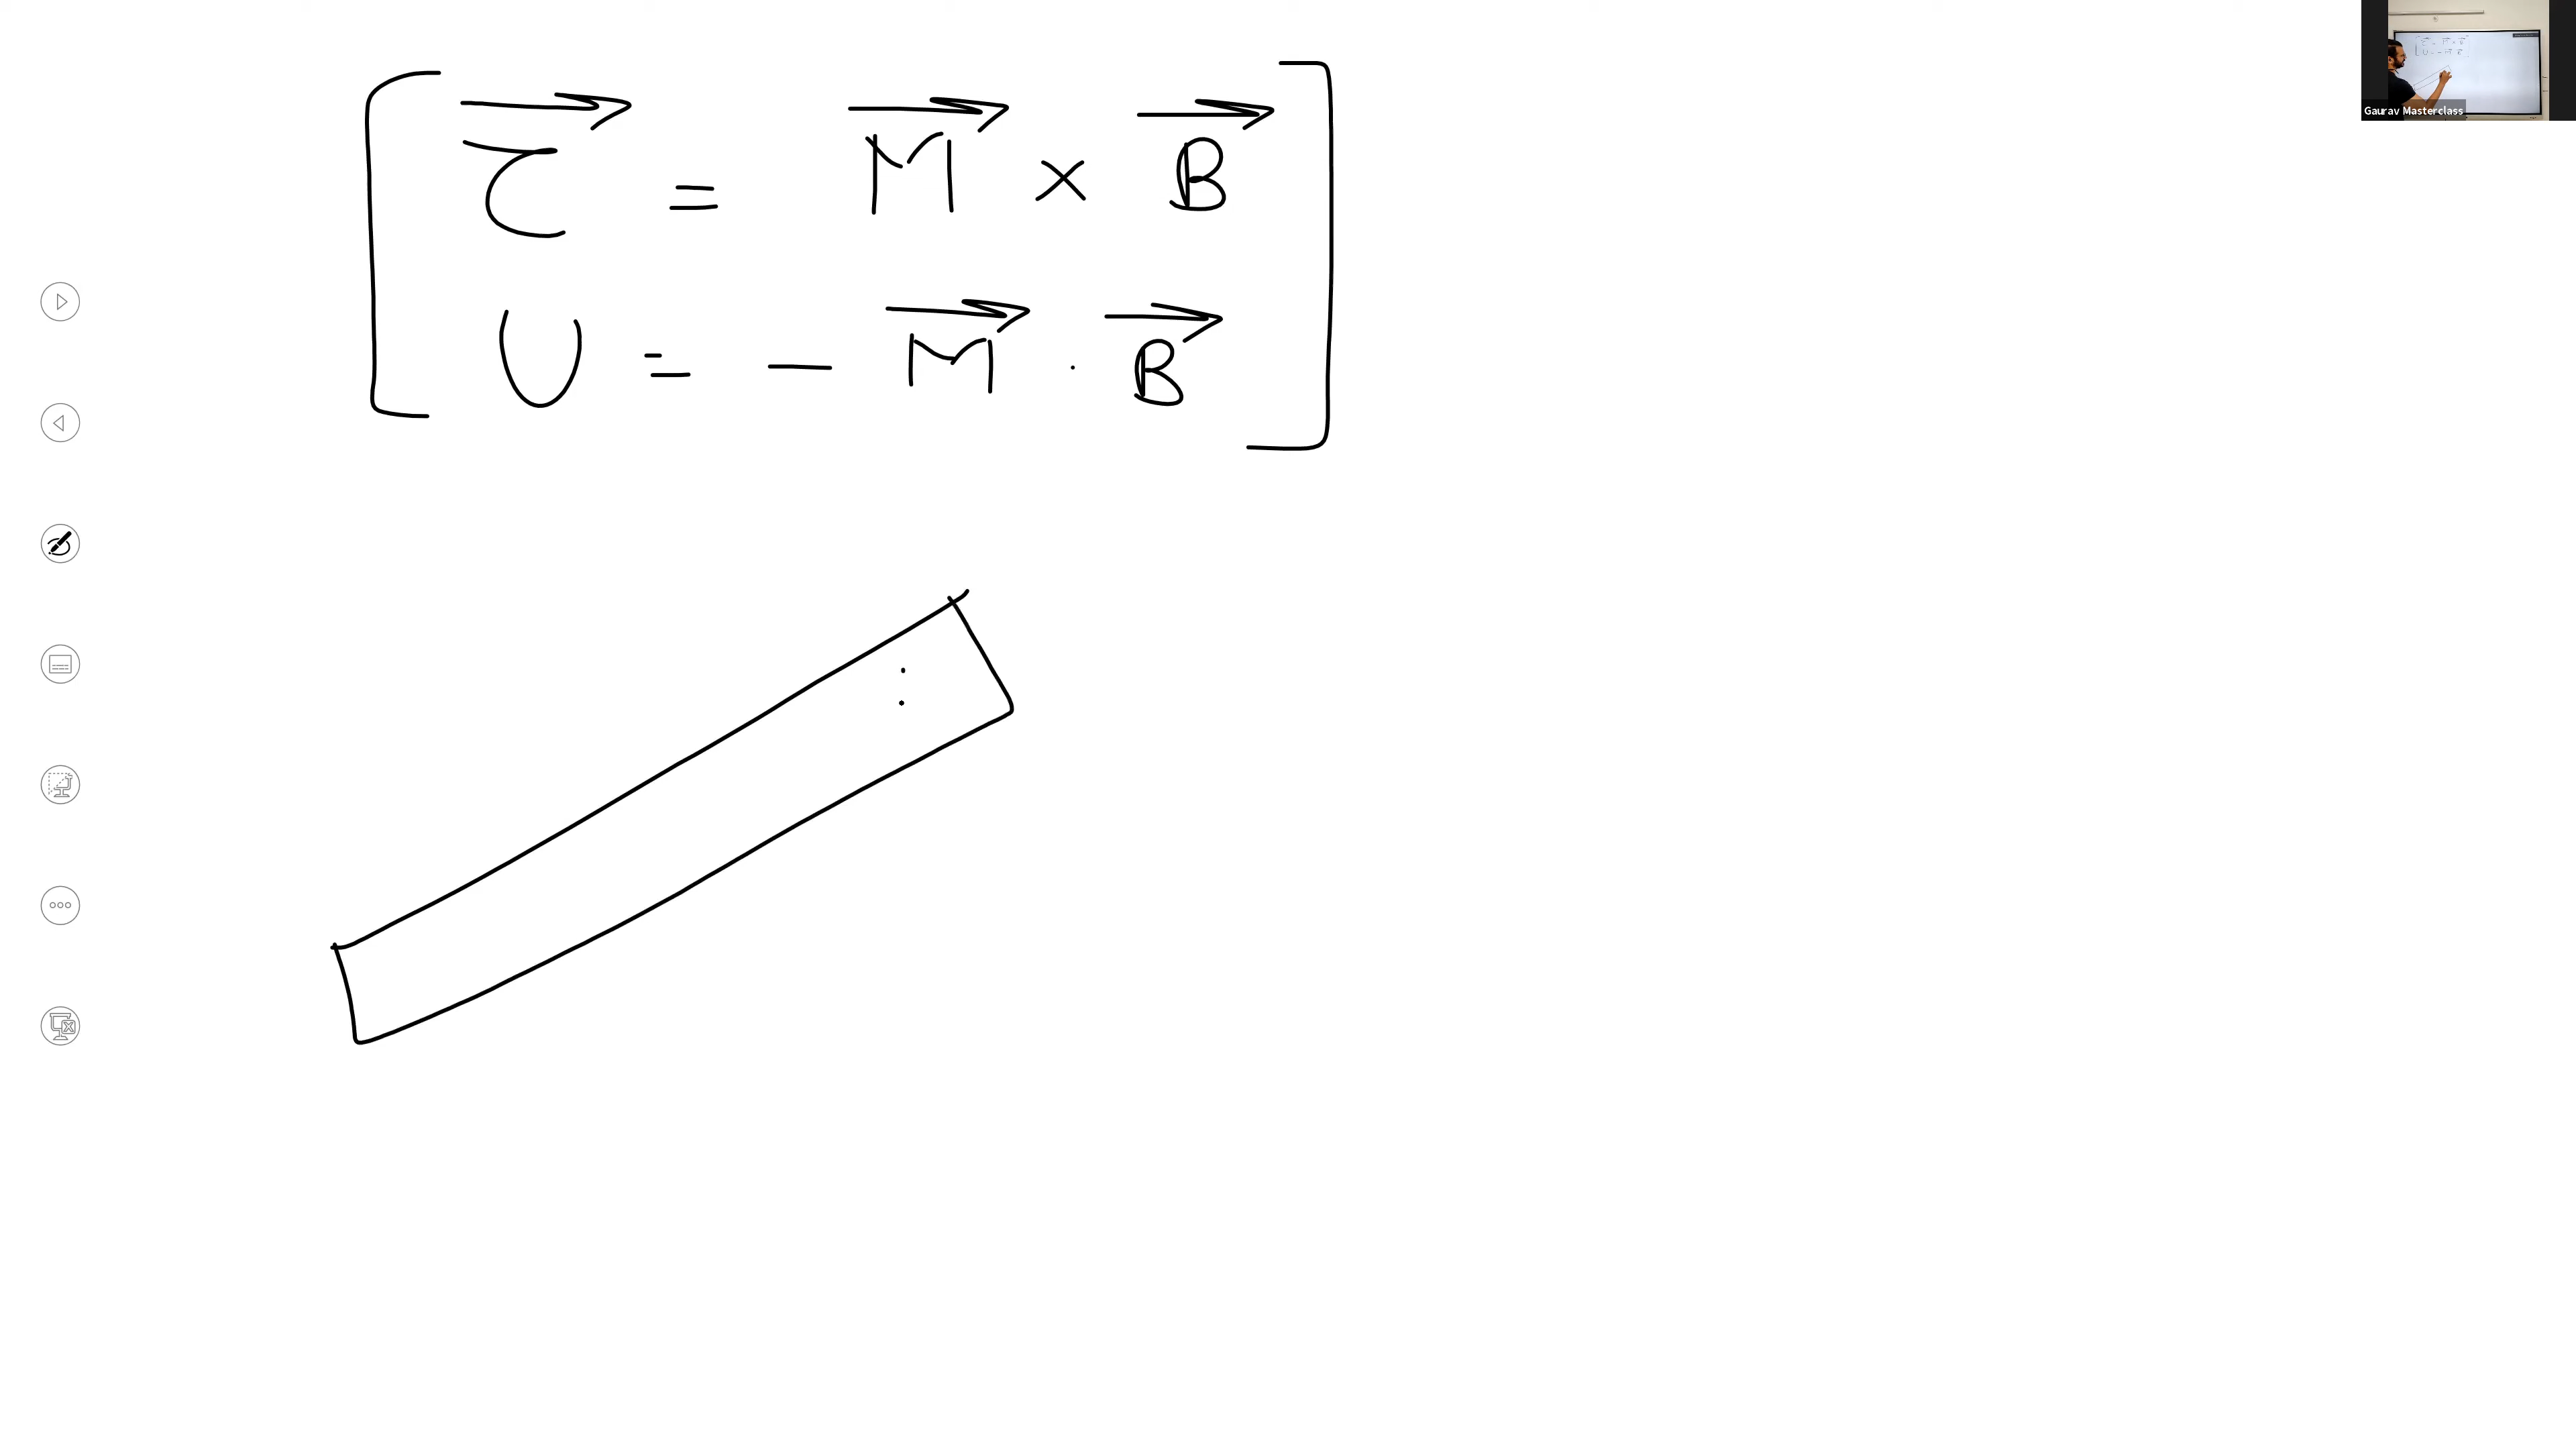 τ⃗ = M⃗ × B⃗
U = − M⃗ · B⃗
Gaurav Masterclass